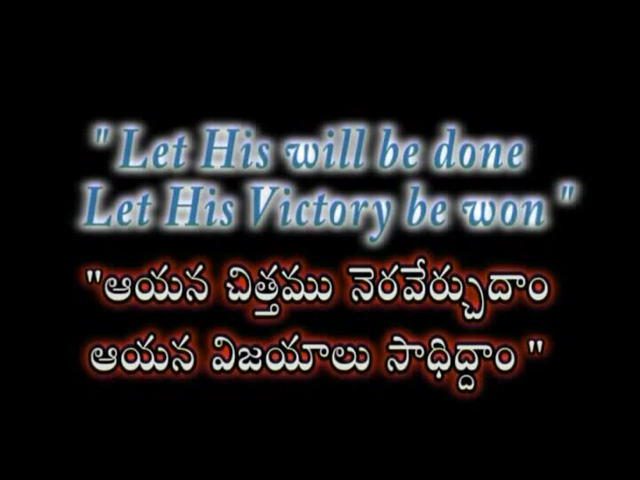 " Let His will be done
Let His Victory be won "
"ఆయన చిత్తము నెరవేర్చుదాం
ఆయన విజయాలు సాధిద్దాం "